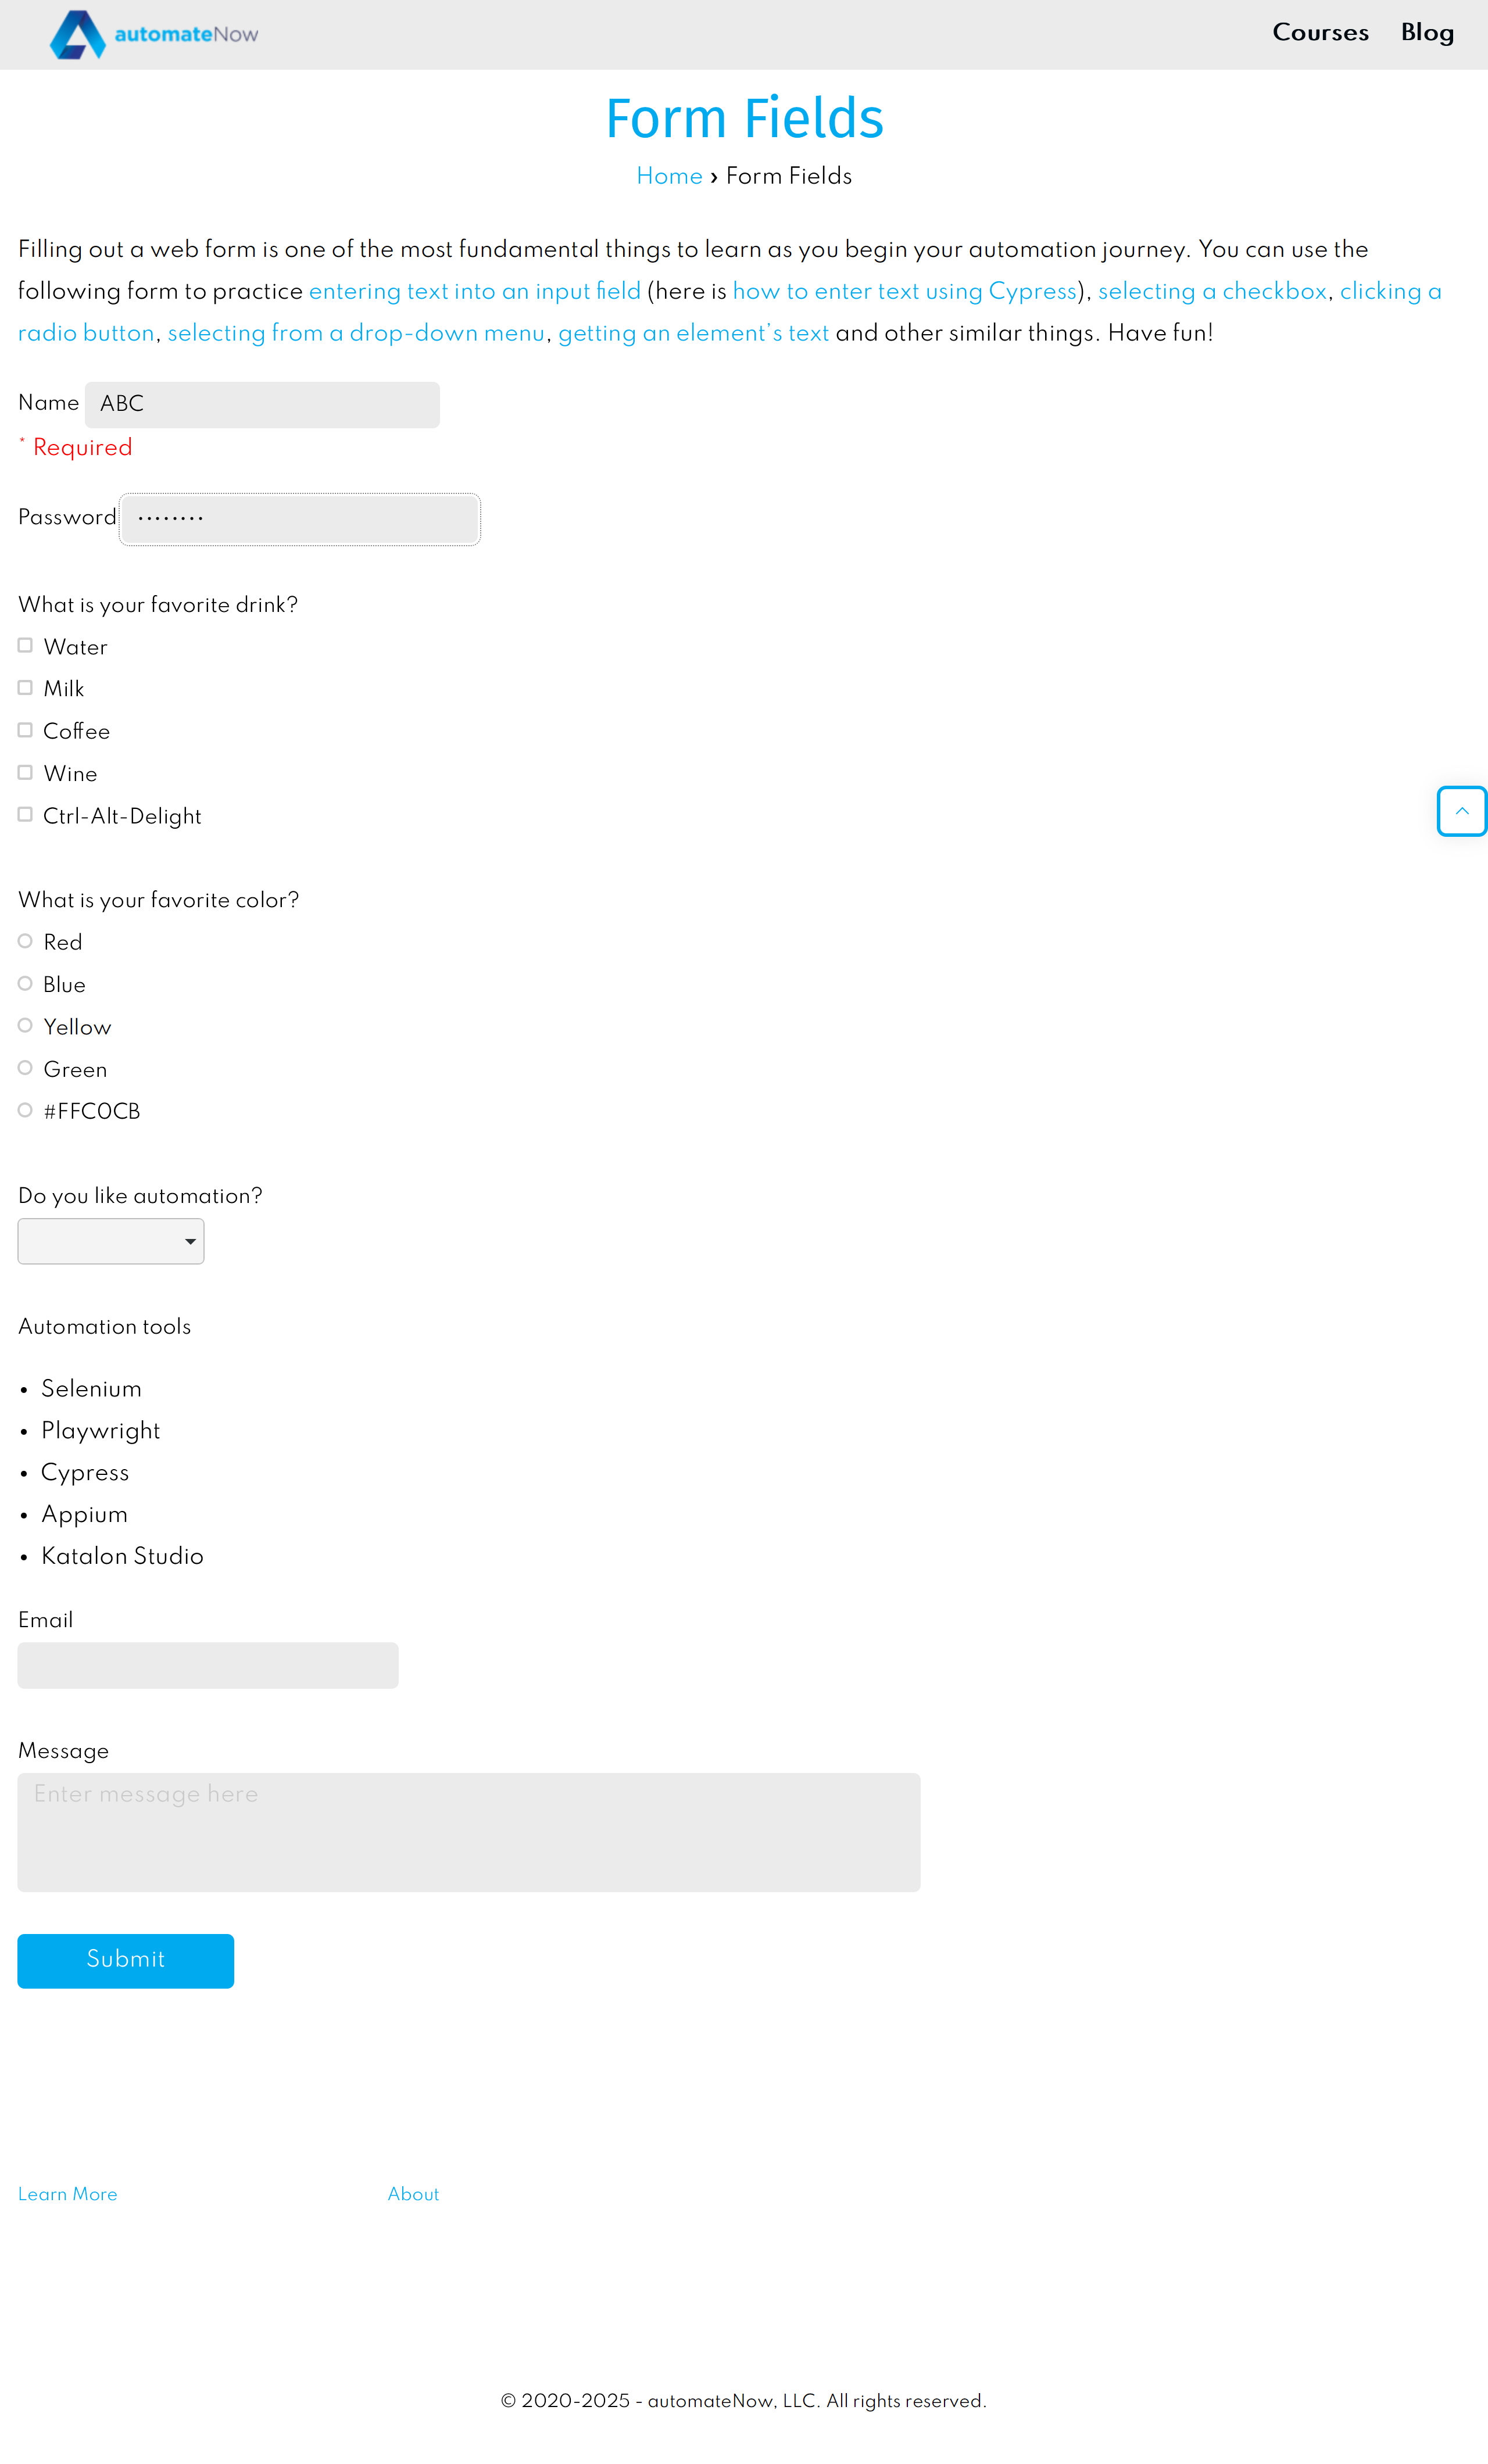 automateNow
Courses Blog
Form Fields
Home › Form Fields
Filling out a web form is one of the most fundamental things to learn as you begin your automation journey. You can use the
following form to practice entering text into an input field (here is how to enter text using Cypress), selecting a checkbox, clicking a
radio button, selecting from a drop-down menu, getting an element’s text and other similar things. Have fun!
Name ABC
* Required
Password ••••••••
What is your favorite drink?
Water
Milk
Coffee
Wine
Ctrl-Alt-Delight
What is your favorite color?
Red
Blue
Yellow
Green
#FFC0CB
Do you like automation?
Automation tools
• Selenium
• Playwright
• Cypress
• Appium
• Katalon Studio
Email
Message
Enter message here
Submit
Learn More About
© 2020-2025 - automateNow, LLC. All rights reserved.